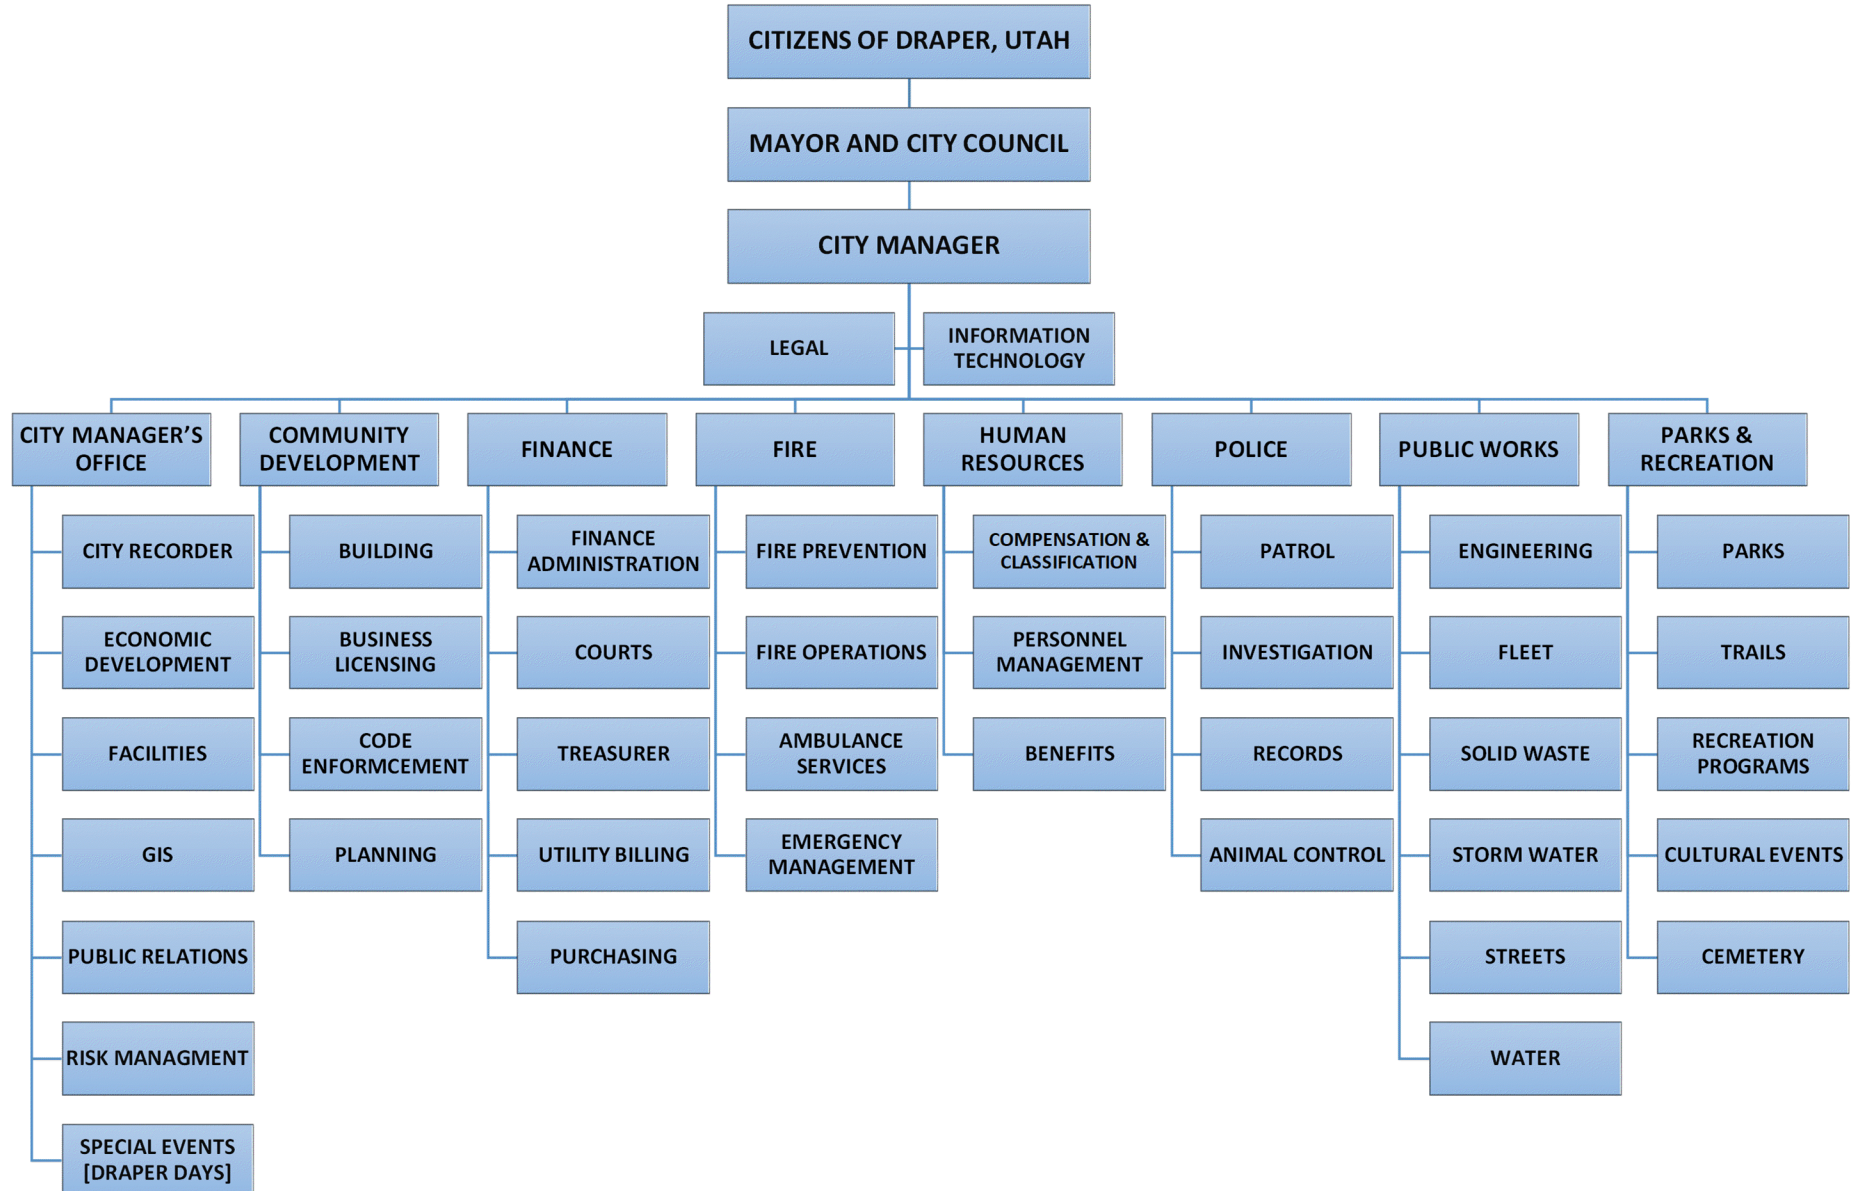 CITIZENS OF DRAPER, UTAH
MAYOR AND CITY COUNCIL
CITY MANAGER
LEGAL
INFORMATION
TECHNOLOGY
CITY MANAGER’S
OFFICE
CITY RECORDER
ECONOMIC
DEVELOPMENT
FACILITIES
GIS
PUBLIC RELATIONS
RISK MANAGMENT
SPECIAL EVENTS
[DRAPER DAYS]
COMMUNITY
DEVELOPMENT
BUILDING
BUSINESS
LICENSING
CODE
ENFORMCEMENT
PLANNING
FINANCE
FINANCE
ADMINISTRATION
COURTS
TREASURER
UTILITY BILLING
PURCHASING
FIRE
FIRE PREVENTION
FIRE OPERATIONS
AMBULANCE
SERVICES
EMERGENCY
MANAGEMENT
HUMAN
RESOURCES
COMPENSATION &
CLASSIFICATION
PERSONNEL
MANAGEMENT
BENEFITS
POLICE
PATROL
INVESTIGATION
RECORDS
ANIMAL CONTROL
PUBLIC WORKS
ENGINEERING
FLEET
SOLID WASTE
STORM WATER
STREETS
WATER
PARKS &
RECREATION
PARKS
TRAILS
RECREATION
PROGRAMS
CULTURAL EVENTS
CEMETERY